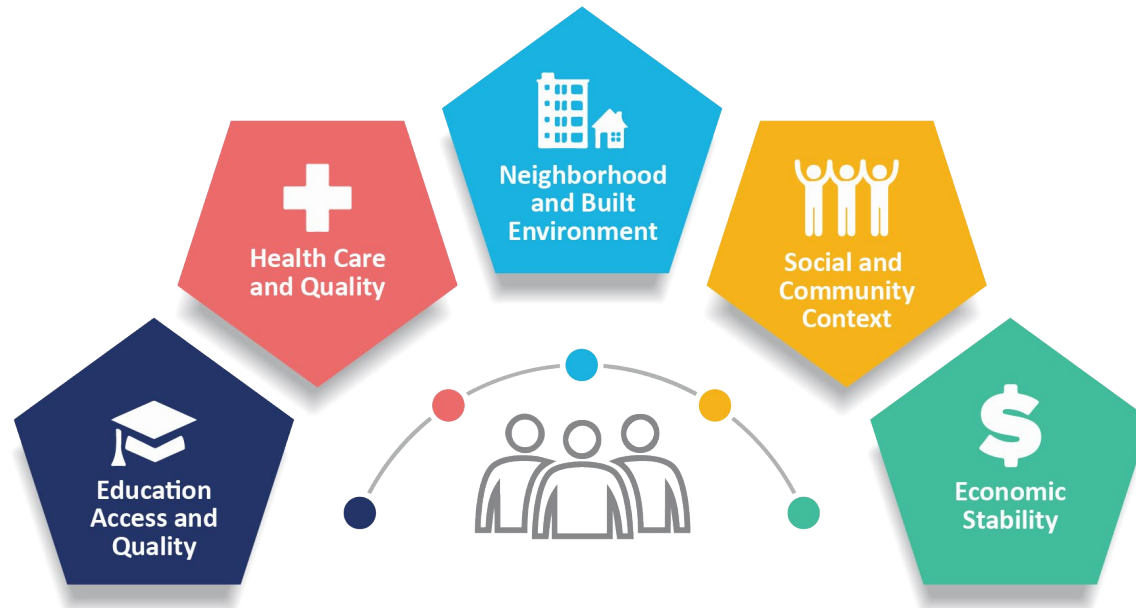 Education
Access and
Quality
Health Care
and Quality
Neighborhood
and Built
Environment
Social and
Community
Context
$
Economic
Stability